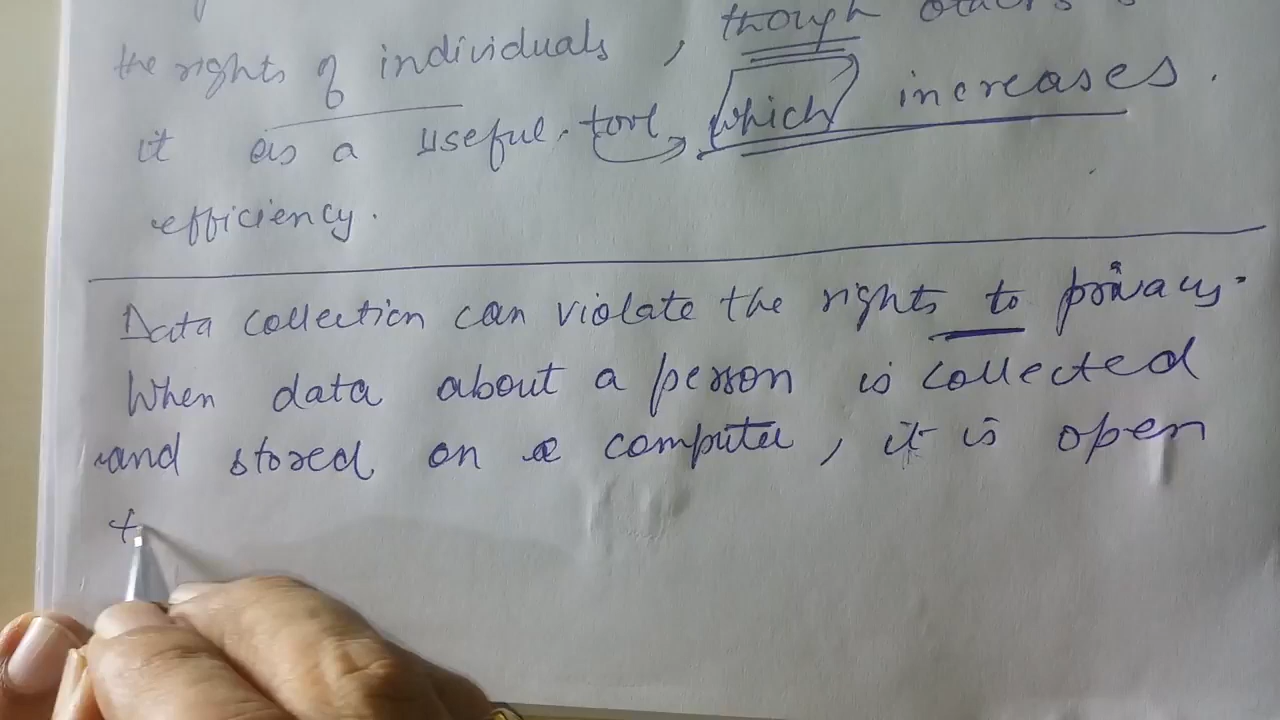 the rights of individuals, though others
it as a useful tool which increases.
efficiency.
Data collection can violate the rights to privacy.
When data about a person is collected
and stored on a computer, it is open
t